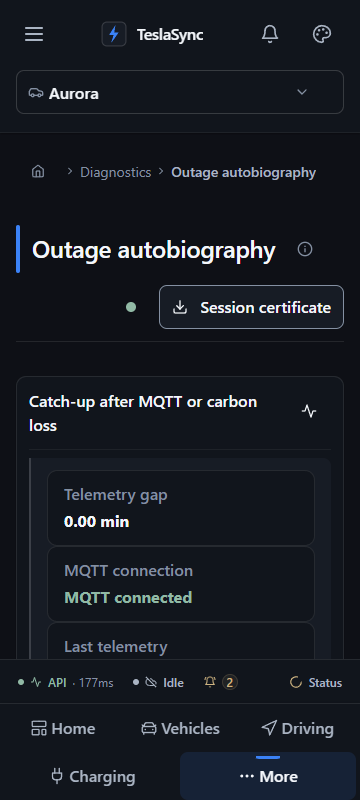 TeslaSync
Aurora
Diagnostics
Outage autobiography
Outage autobiography
Session certificate
Catch-up after MQTT or carbon
loss
Telemetry gap
0.00 min
MQTT connection
MQTT connected
Last telemetry
API · 177ms
Idle
2
Status
Home
Vehicles
Driving
Charging
More